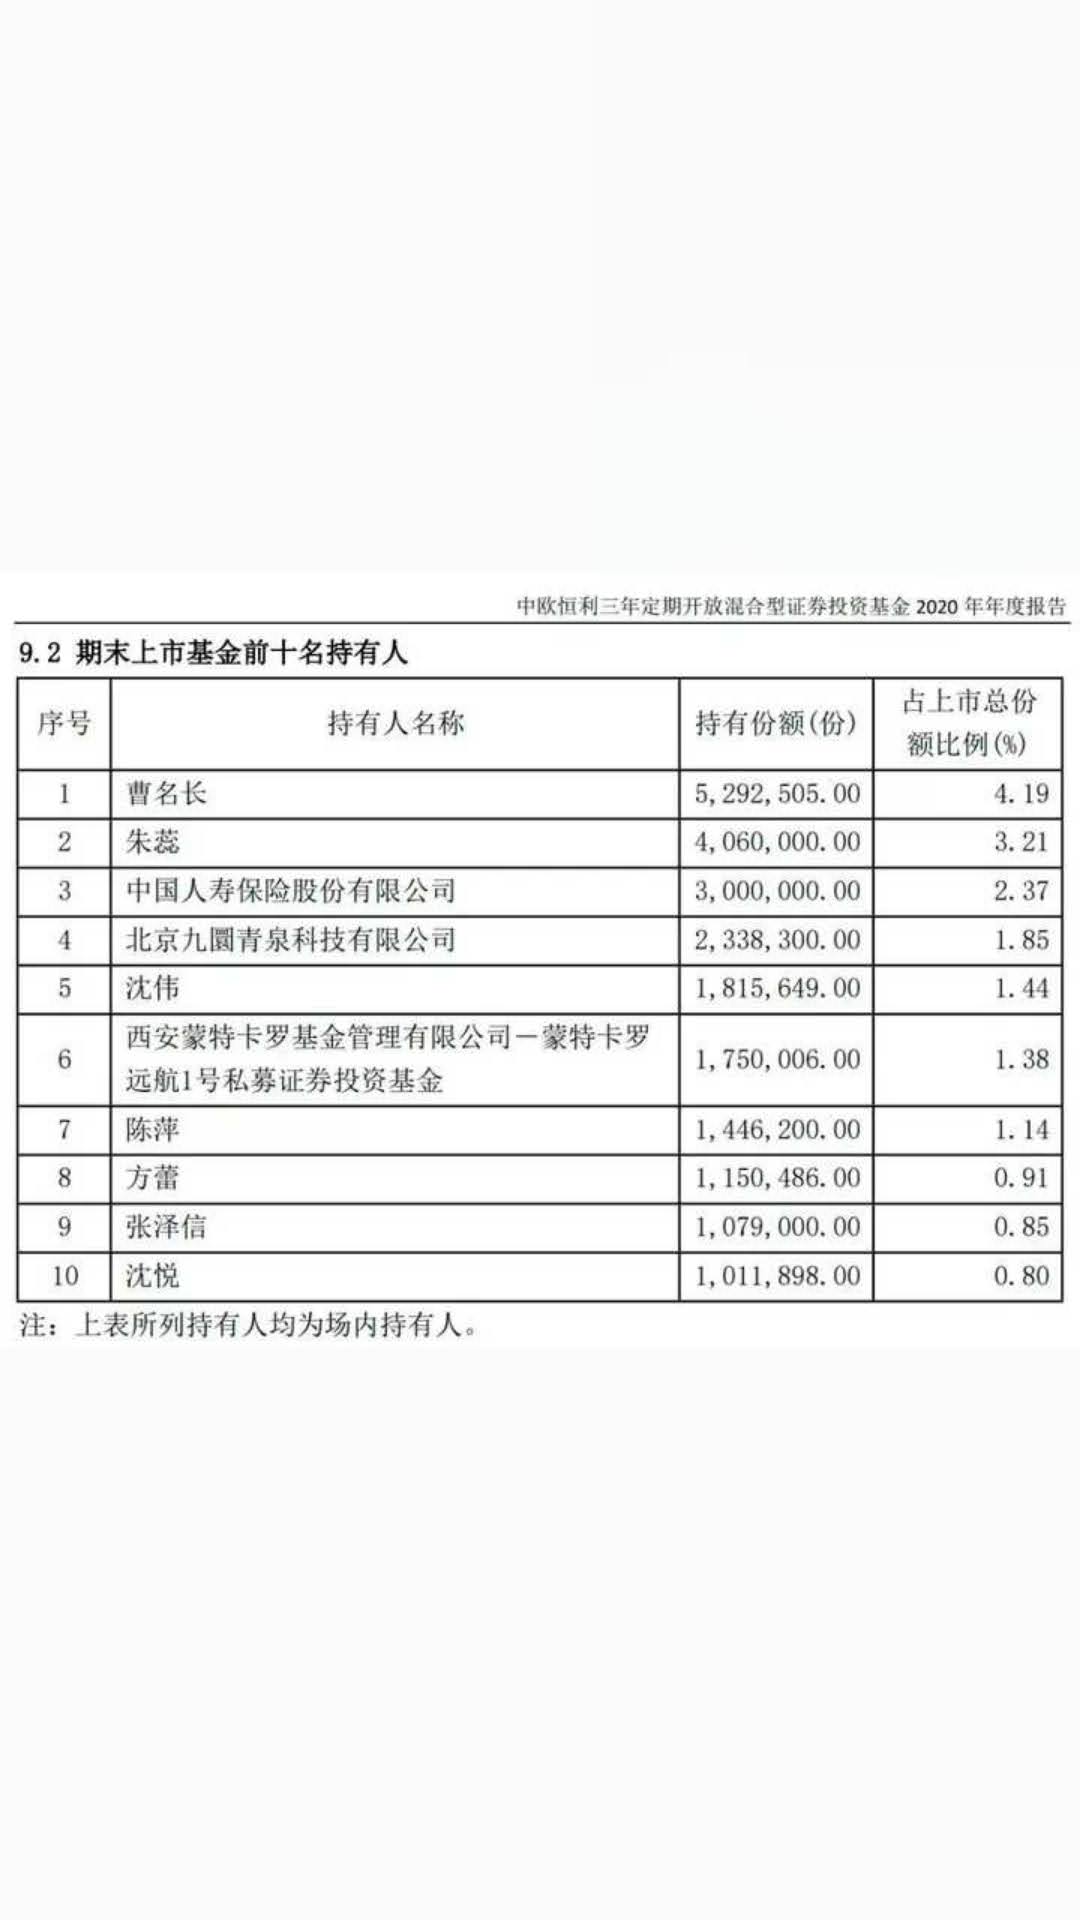 中欧恒利三年定期开放混合型证券投资基金 2020 年年度报告
9.2 期末上市基金前十名持有人
序号 持有人名称 持有份额(份) 占上市总份额比例(%)
1 曹名长 5,292,505.00 4.19
2 朱蕊 4,060,000.00 3.21
3 中国人寿保险股份有限公司 3,000,000.00 2.37
4 北京九圜青泉科技有限公司 2,338,300.00 1.85
5 沈伟 1,815,649.00 1.44
6 西安蒙特卡罗基金管理有限公司－蒙特卡罗远航1号私募证券投资基金 1,750,006.00 1.38
7 陈萍 1,446,200.00 1.14
8 方蕾 1,150,486.00 0.91
9 张泽信 1,079,000.00 0.85
10 沈悦 1,011,898.00 0.80
注：上表所列持有人均为场内持有人。